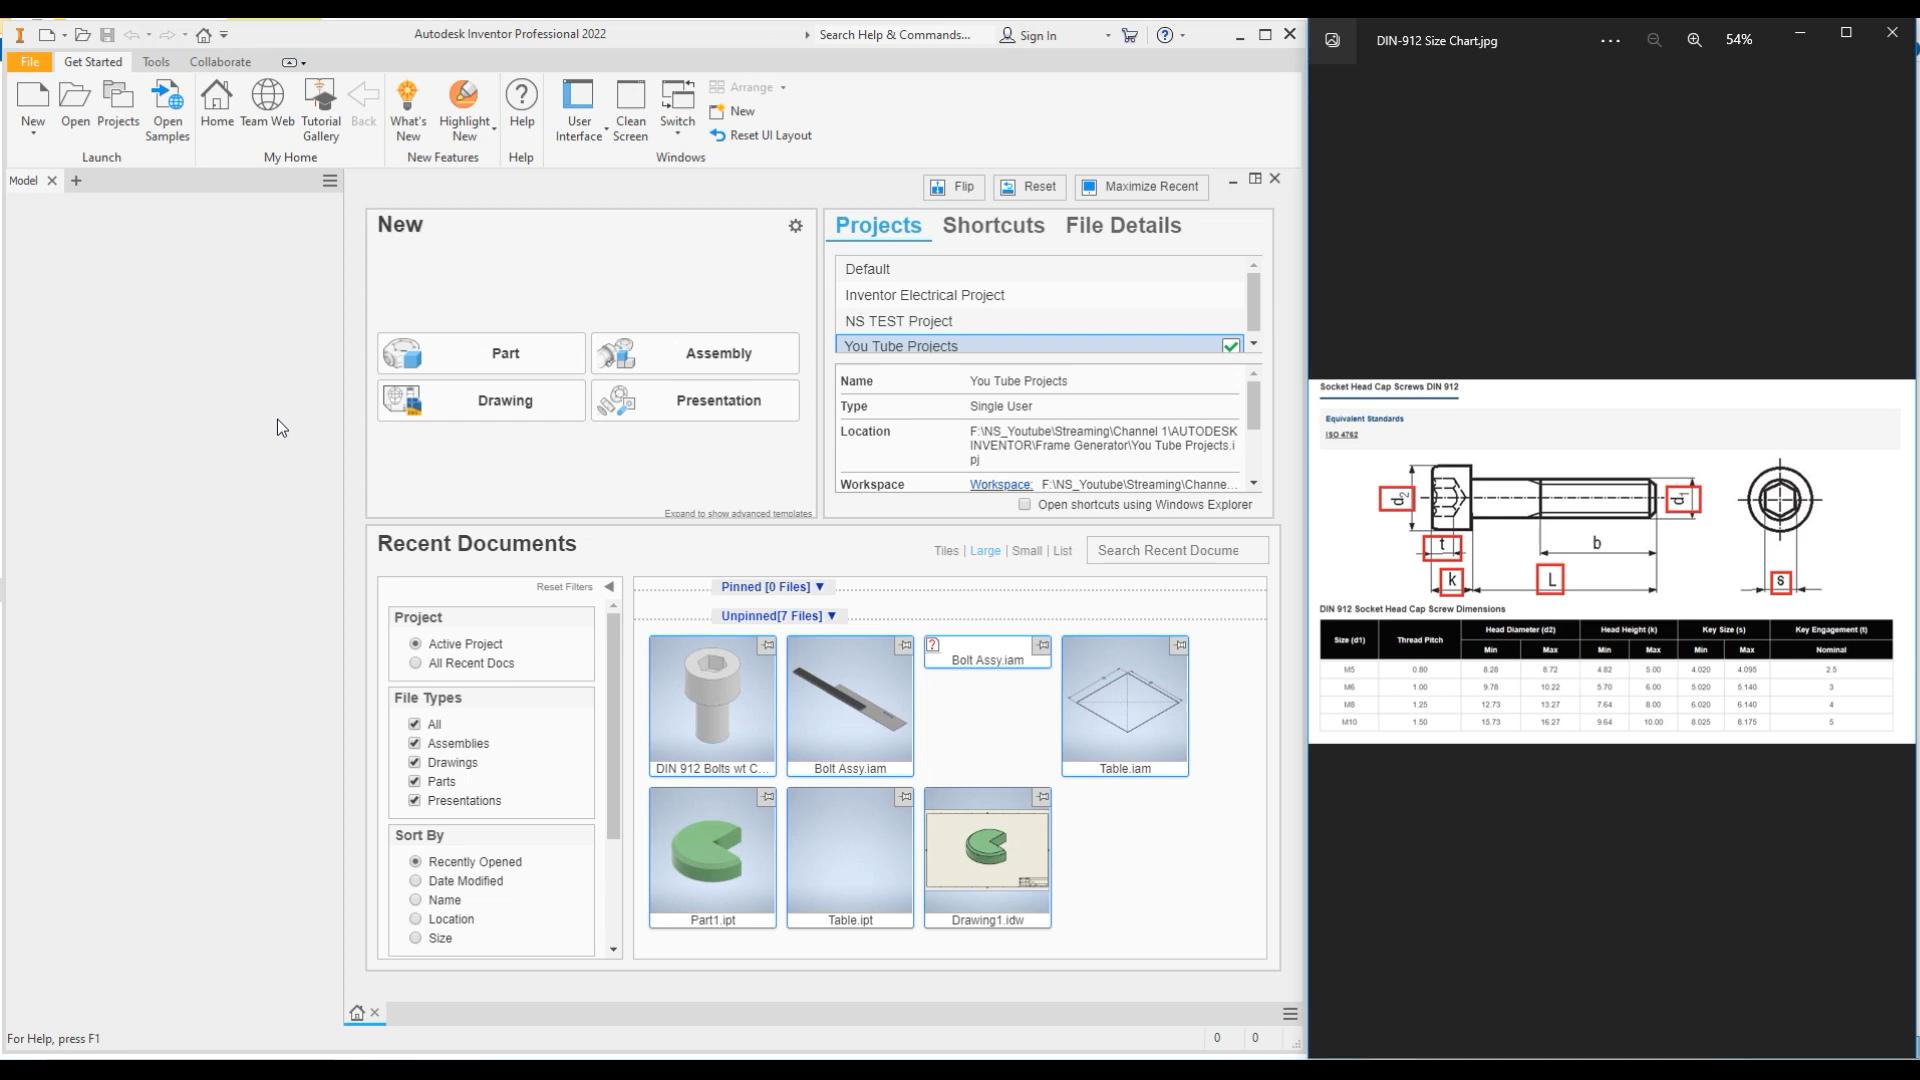 Autodesk Inventor Professional 2022
Search Help & Commands...
Sign In
File
Get Started
Tools
Collaborate
New
Open
Projects
Open Samples
Home
Team Web
Tutorial Gallery
Back
What's New
Highlight New
Help
User Interface
Clean Screen
Switch
Arrange
New
Reset UI Layout
Launch
My Home
New Features
Help
Windows
Model
Flip
Reset
Maximize Recent
New
Part
Assembly
Drawing
Presentation
Expand to show advanced templates
Projects
Shortcuts
File Details
Default
Inventor Electrical Project
NS TEST Project
You Tube Projects
Name You Tube Projects
Type Single User
Location F:\NS_Youtube\Streaming\Channel 1\AUTODESK
INVENTOR\Frame Generator\You Tube Projects.i
pj
Workspace Workspace: F:\NS_Youtube\Streaming\Channe...
Open shortcuts using Windows Explorer
Recent Documents
Tiles | Large | Small | List
Search Recent Docume
Reset Filters
Project
Active Project
All Recent Docs
File Types
All
Assemblies
Drawings
Parts
Presentations
Sort By
Recently Opened
Date Modified
Name
Location
Size
Pinned [0 Files] ▼
Unpinned[7 Files] ▼
DIN 912 Bolts wt C...
Bolt Assy.iam
Bolt Assy.iam
Table.iam
Part1.ipt
Table.ipt
Drawing1.idw
For Help, press F1
0 0
DIN-912 Size Chart.jpg
54%
Socket Head Cap Screws DIN 912
Equivalent Standards
ISO 4762
d2
d1
t
b
k
L
s
DIN 912 Socket Head Cap Screw Dimensions
Size (d1) Thread Pitch Head Diameter (d2) Head Height (k) Key Size (s) Key Engagement (t)
Min Max Min Max Min Max Nominal
M5 0.80 8.28 8.72 4.82 5.00 4.020 4.095 2.5
M6 1.00 9.78 10.22 5.70 6.00 5.020 5.140 3
M8 1.25 12.73 13.27 7.64 8.00 6.020 6.140 4
M10 1.50 15.73 16.27 9.64 10.00 8.025 8.175 5